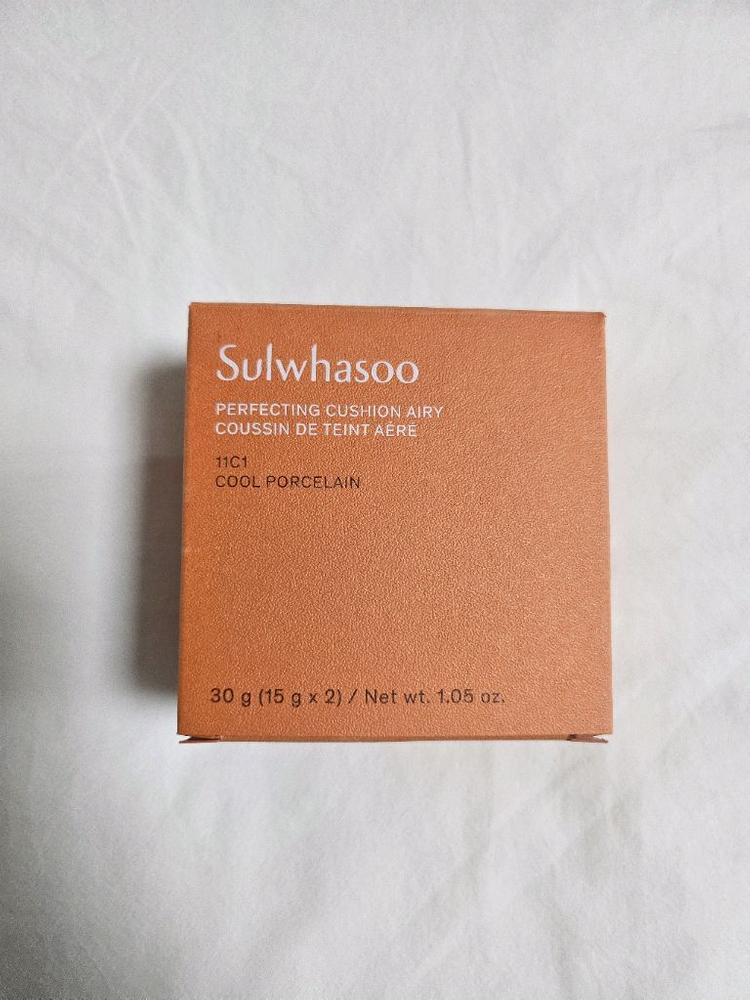 Sulwhasoo
PERFECTING CUSHION AIRY
COUSSIN DE TEINT AÉRÉ
11C1
COOL PORCELAIN
30 g (15 g x 2) / Net wt. 1.05 oz.